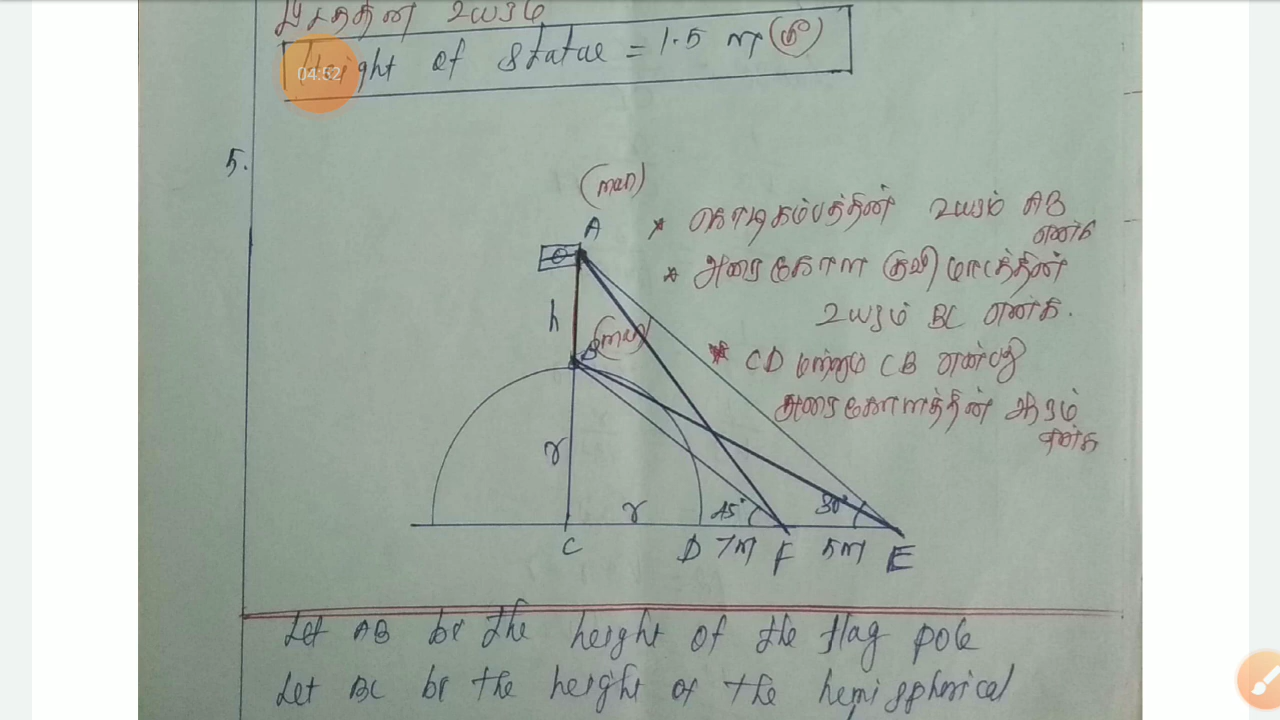 உயரம்
Height of Statue = 1.5 m
04:52
5.
(மேல)
A
* கொடிகம்பத்தின் உயரம் AB
என்க
* அரைகோள குவிமாடத்தின்
உயரம் BC என்க.
* CD மற்றும் CB என்பது
அரைகோளத்தின் ஆரம்
என்க
h
B
r
r
45°
30°
C
D
7m
F
5m
E
Let AB be the height of the flag pole
Let BC be the height of the hemispherical